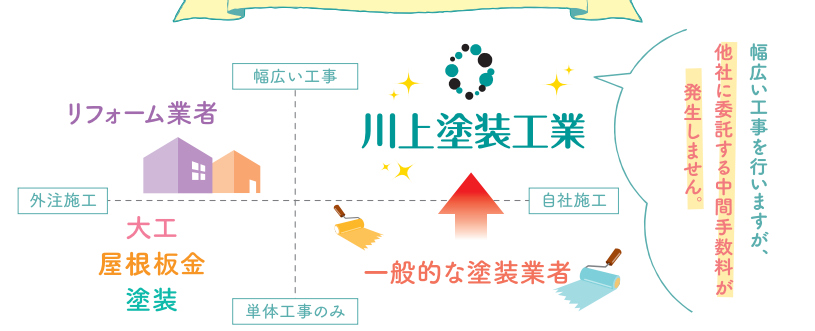 幅広い工事
リフォーム業者
川上塗装工業
外注施工
自社施工
大工
屋根板金
塗装
一般的な塗装業者
単体工事のみ
幅広い工事を行いますが、
他社に委託する中間手数料が
発生しません。